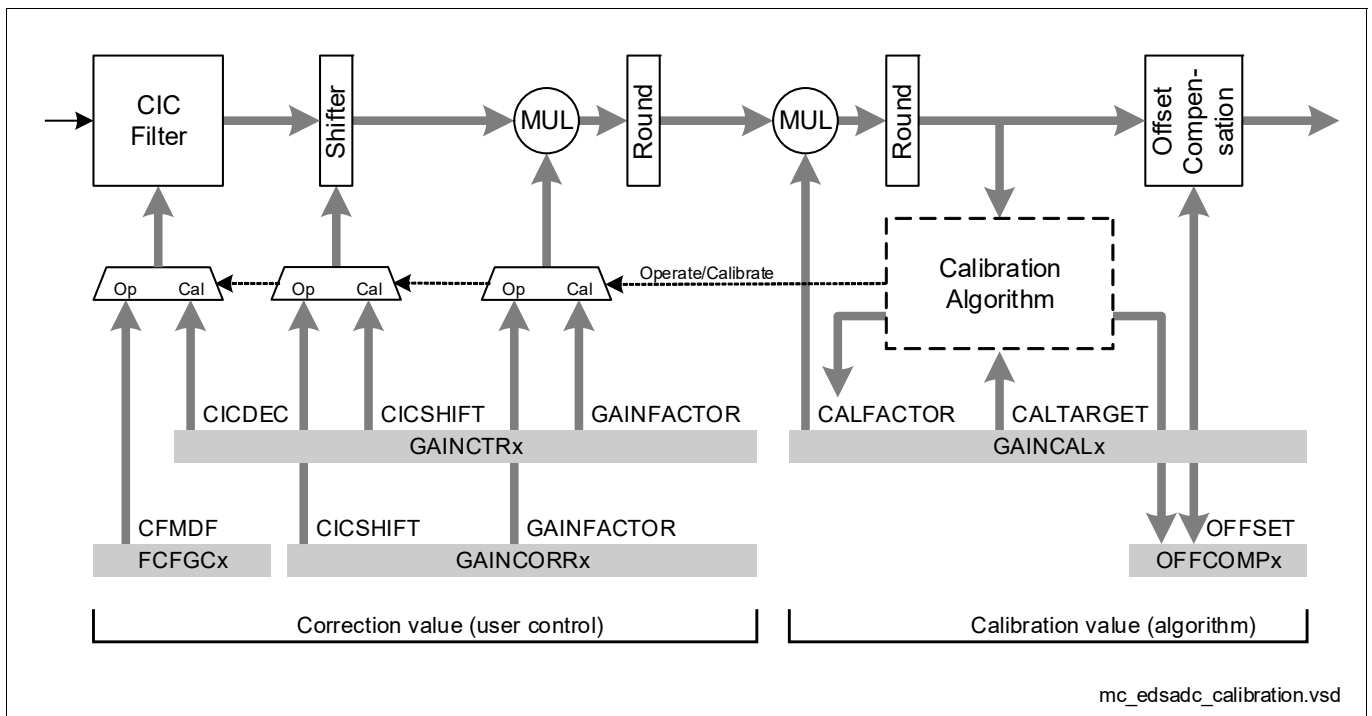 CIC
Filter
Shifter
MUL
Round
MUL
Round
Offset
Compen-
sation
Op Cal
Op Cal
Op Cal
Operate/Calibrate
Calibration
Algorithm
CICDEC
CICSHIFT
GAINFACTOR
CALFACTOR
CALTARGET
GAINCTRx
GAINCALx
CFMDF
CICSHIFT
GAINFACTOR
OFFSET
FCFGCx
GAINCORRx
OFFCOMPx
Correction value (user control)
Calibration value (algorithm)
mc_edsadc_calibration.vsd